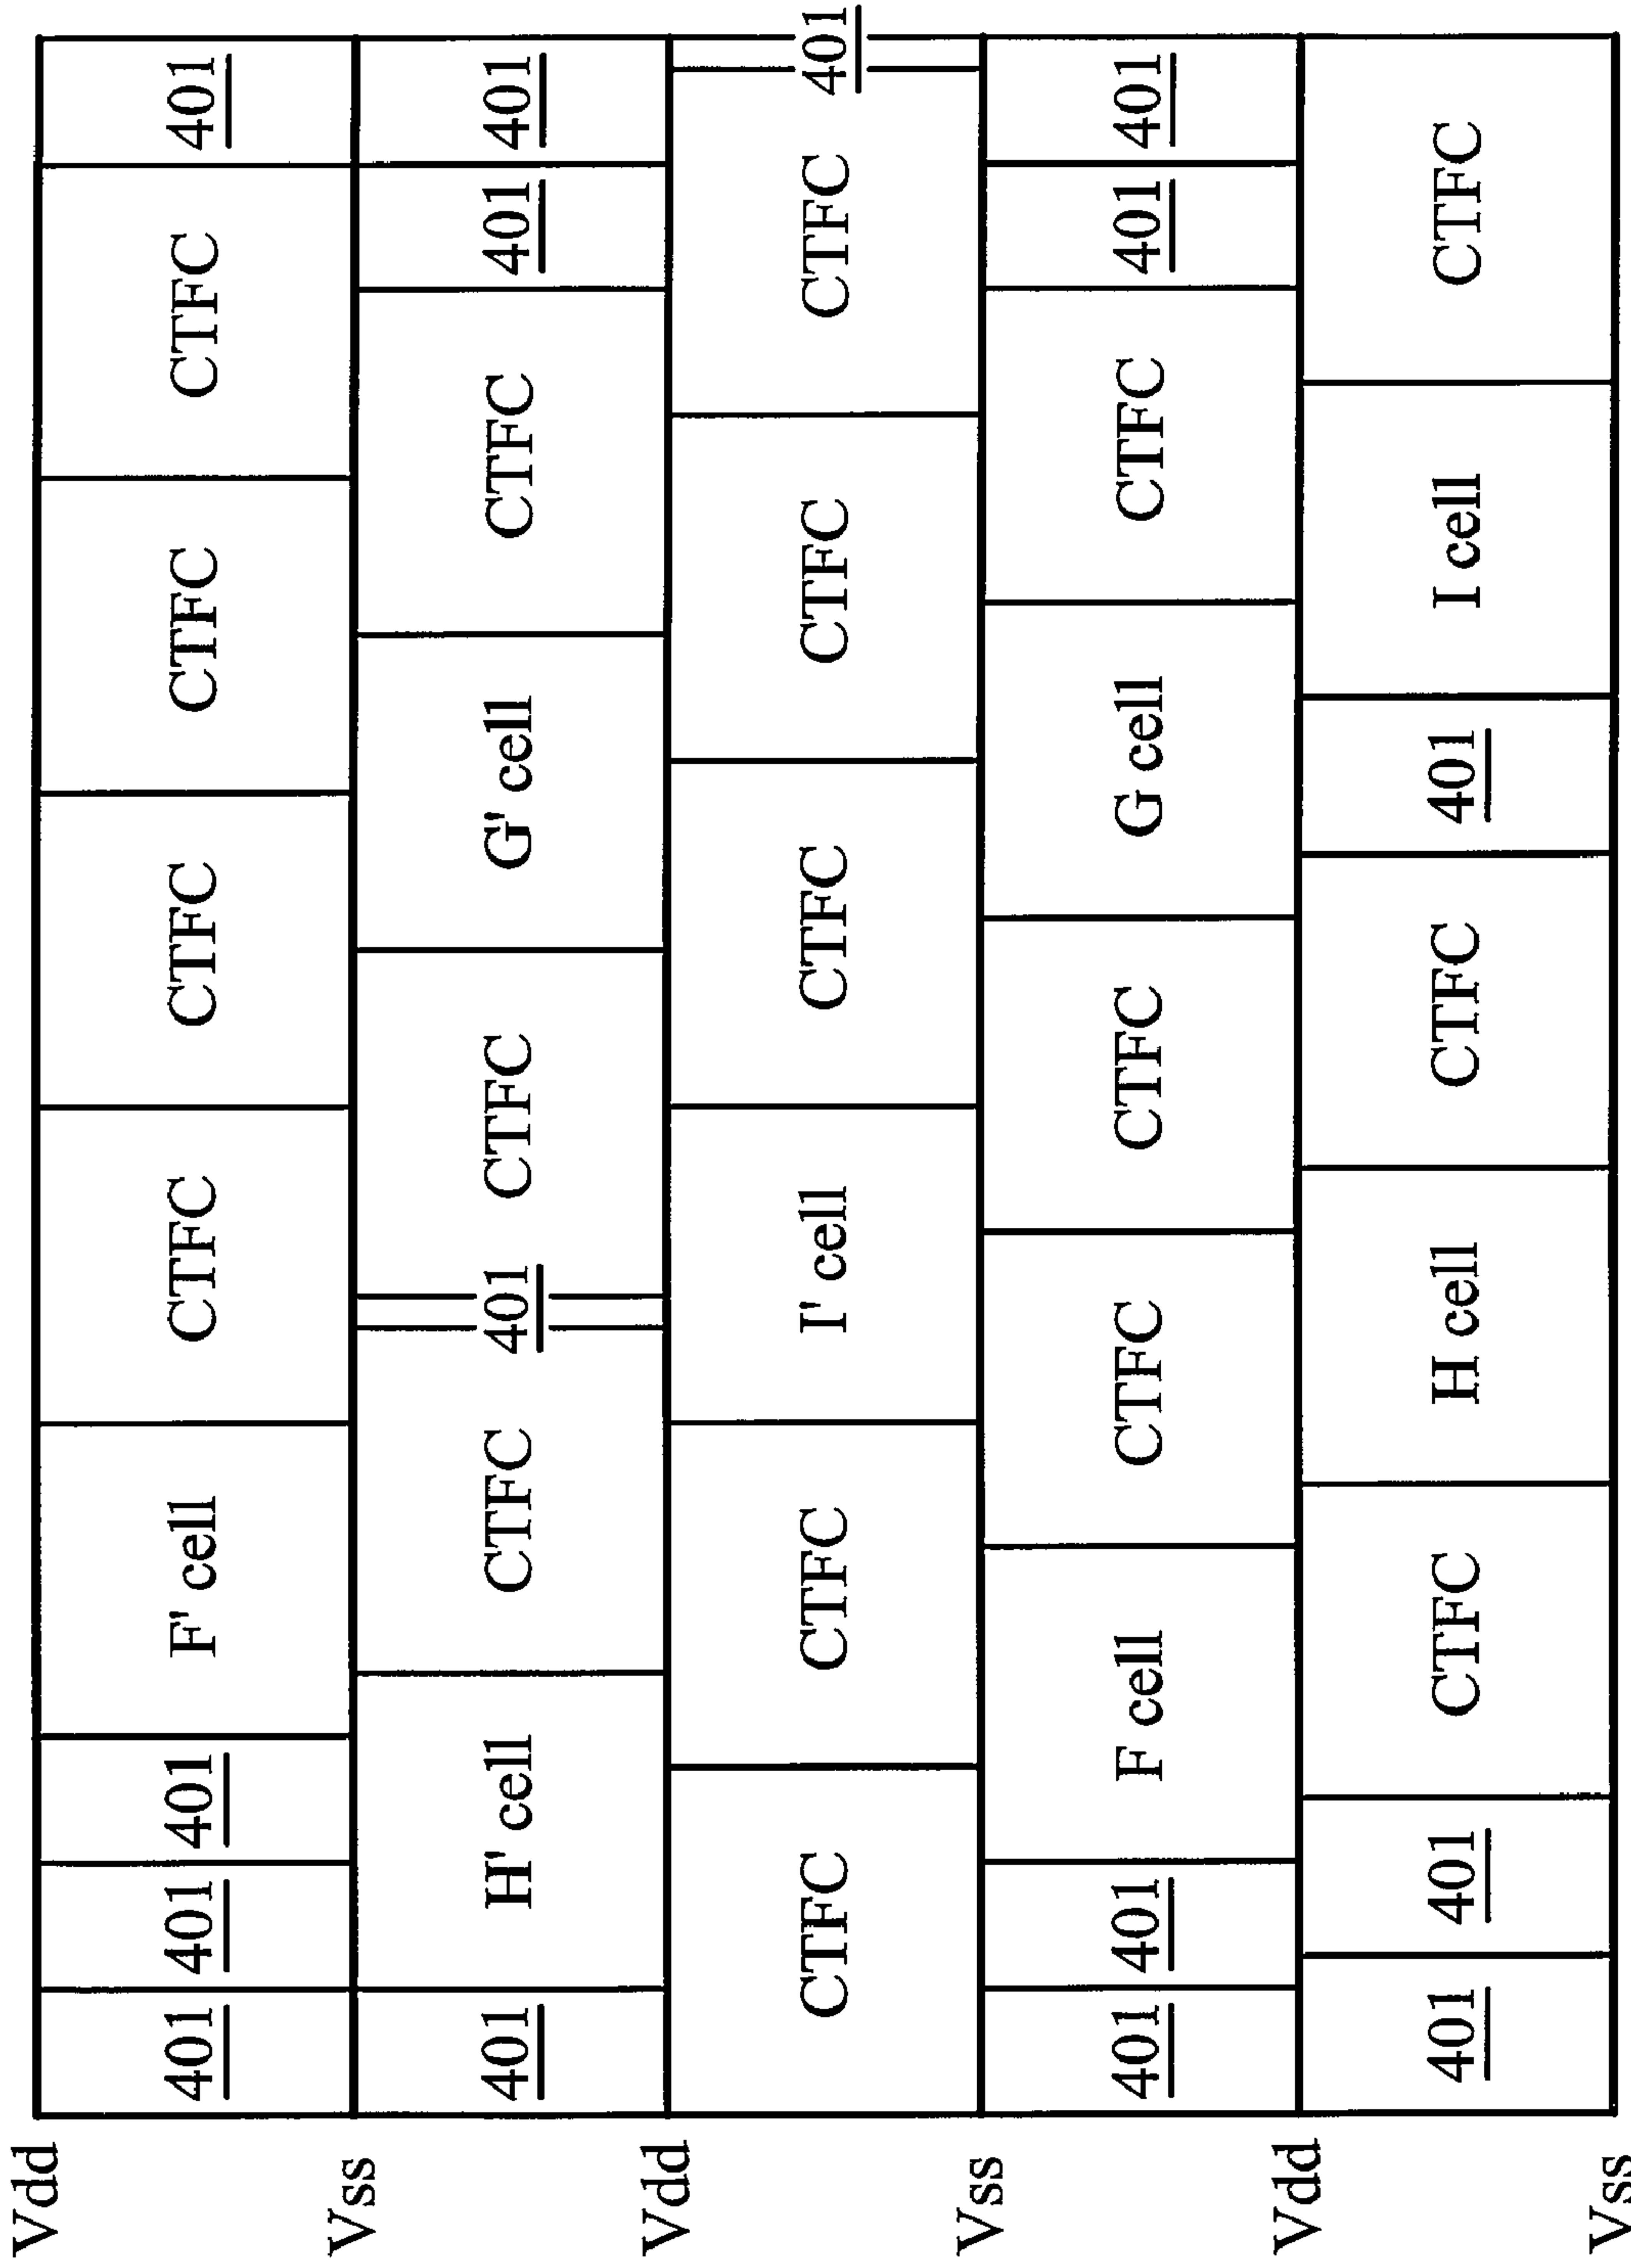 Vdd
401 401 401 F' cell CTFC CTFC CTFC CTFC 401
Vss
401 H' cell CTFC 401 CTFC G' cell CTFC 401 401
Vdd
CTFC CTFC I' cell CTFC CTFC CTFC 401
Vss
401 401 F cell CTFC CTFC G cell CTFC 401 401
Vdd
401 401 CTFC H cell CTFC 401 I cell CTFC
Vss